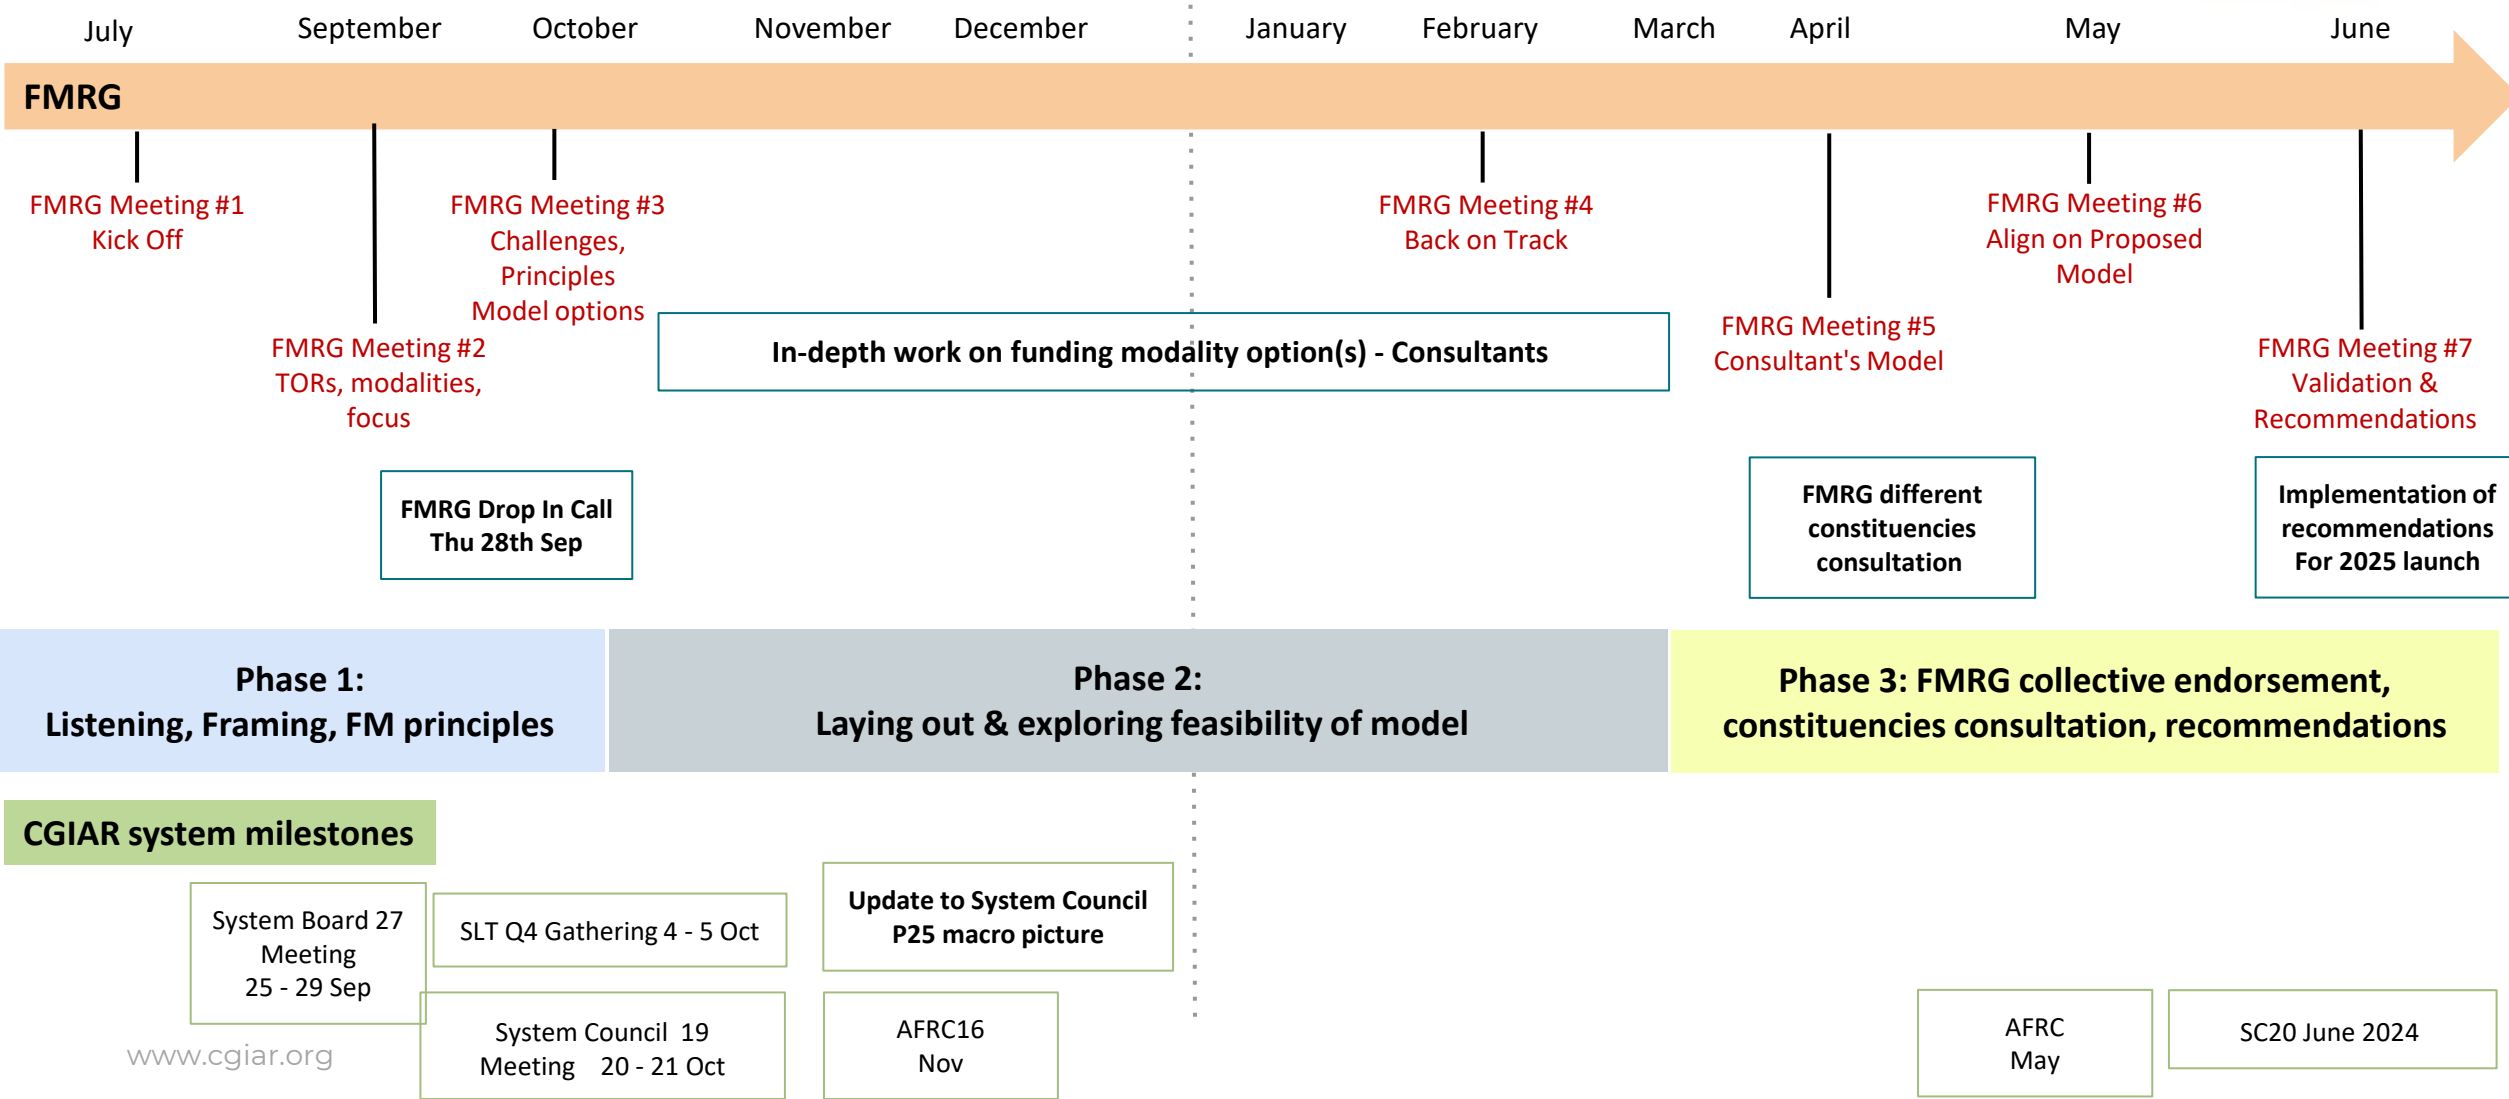 July September October November December January February March April May June
FMRG
FMRG Meeting #1
Kick Off
FMRG Meeting #2
TORs, modalities,
focus
FMRG Meeting #3
Challenges,
Principles
Model options
FMRG Meeting #4
Back on Track
FMRG Meeting #5
Consultant's Model
FMRG Meeting #6
Align on Proposed
Model
FMRG Meeting #7
Validation &
Recommendations
In-depth work on funding modality option(s) - Consultants
FMRG Drop In Call
Thu 28th Sep
FMRG different
constituencies
consultation
Implementation of
recommendations
For 2025 launch
Phase 1:
Listening, Framing, FM principles
Phase 2:
Laying out & exploring feasibility of model
Phase 3: FMRG collective endorsement,
constituencies consultation, recommendations
CGIAR system milestones
System Board 27
Meeting
25 - 29 Sep
SLT Q4 Gathering 4 - 5 Oct
System Council 19
Meeting 20 - 21 Oct
Update to System Council
P25 macro picture
AFRC16
Nov
AFRC
May
SC20 June 2024
www.cgiar.org